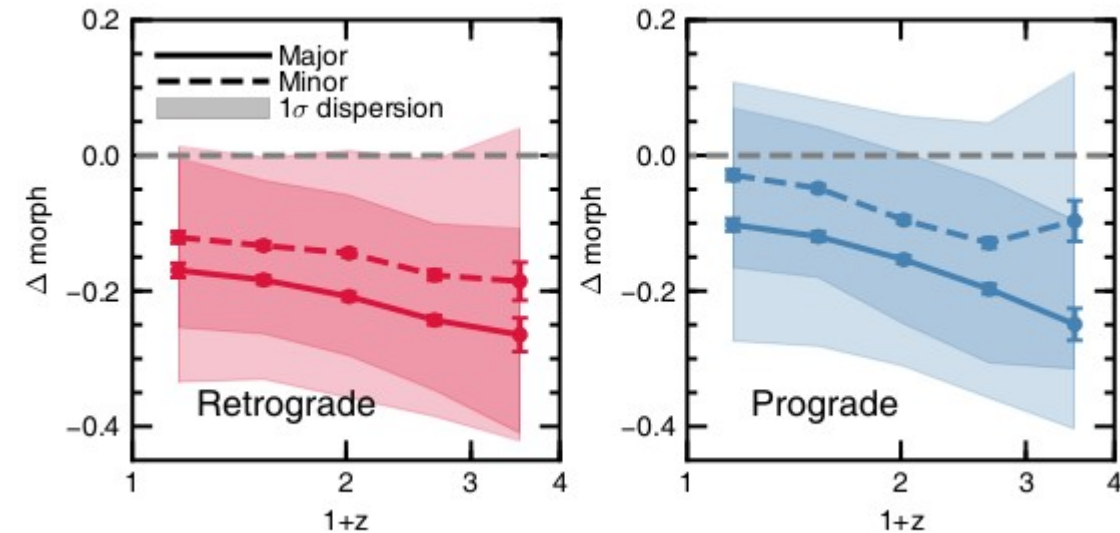 0.2
0.0
−0.2
−0.4
Δ morph
Major
Minor
1σ dispersion
Retrograde
1
2
3
4
1+z
0.2
0.0
−0.2
−0.4
Δ morph
Prograde
1
2
3
4
1+z